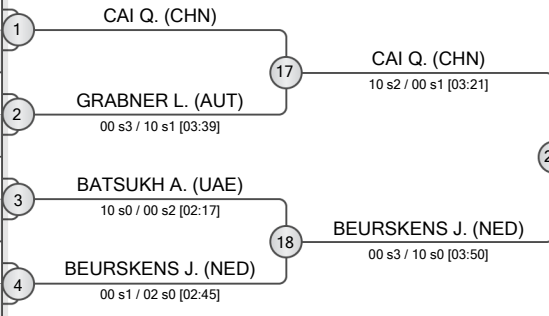 1
CAI Q. (CHN)
17
CAI Q. (CHN)
10 s2 / 00 s1 [03:21]
2
GRABNER L. (AUT)
00 s3 / 10 s1 [03:39]
3
BATSUKH A. (UAE)
10 s0 / 00 s2 [02:17]
18
BEURSKENS J. (NED)
00 s3 / 10 s0 [03:50]
4
BEURSKENS J. (NED)
00 s1 / 02 s0 [02:45]